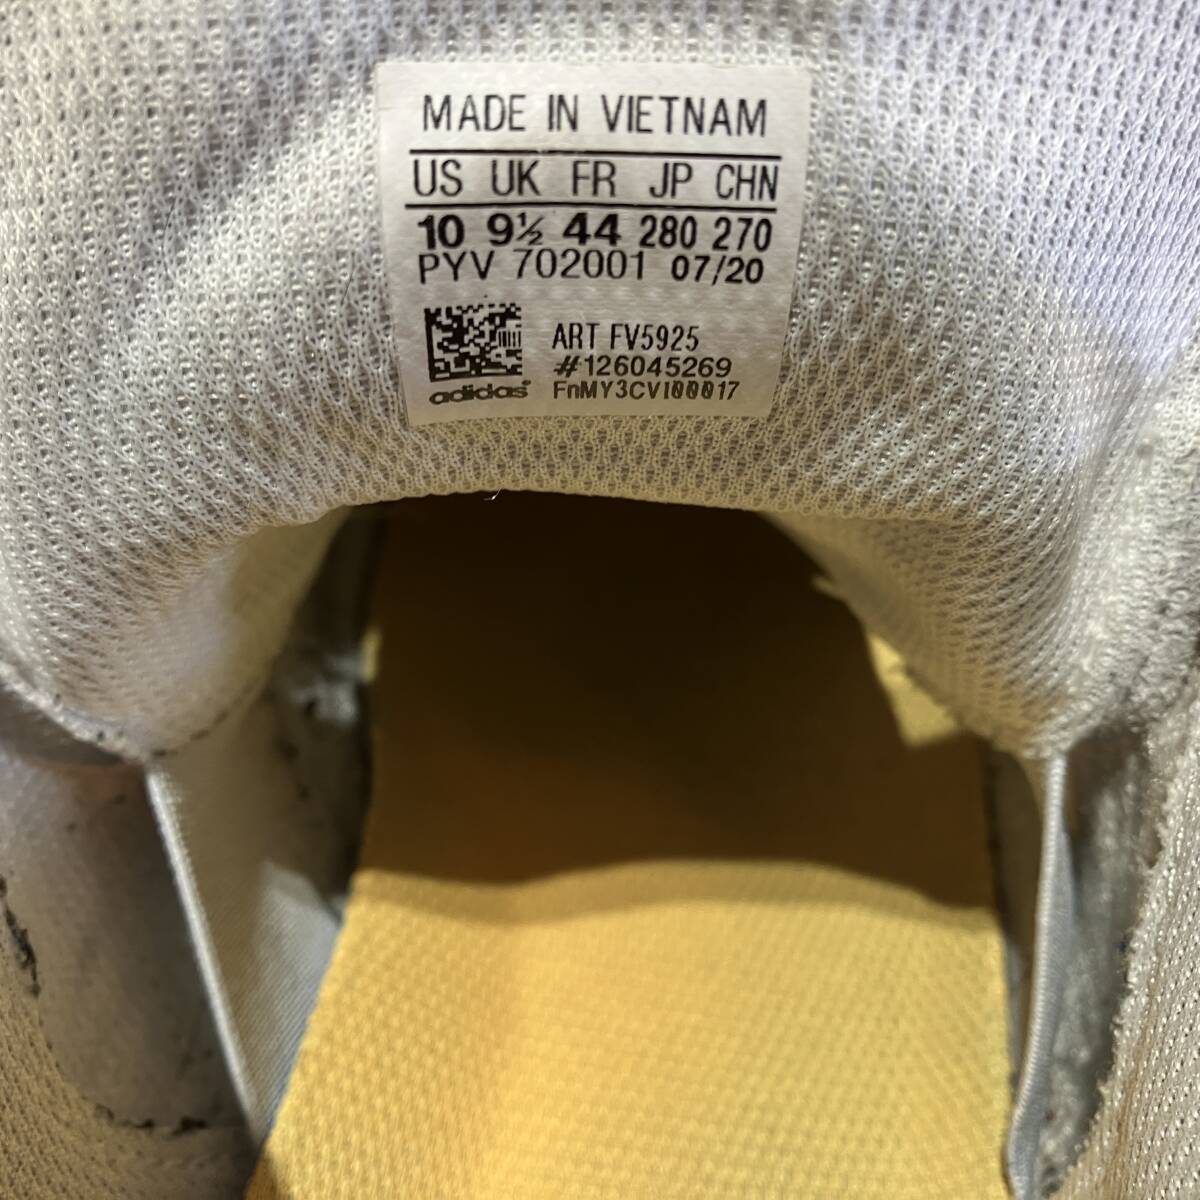 MADE IN VIETNAM
US UK FR JP CHN
10 9½ 44 280 270
PYV 702001 07/20
ART FV5925
#126045269
adidas FnMY3CVI00017